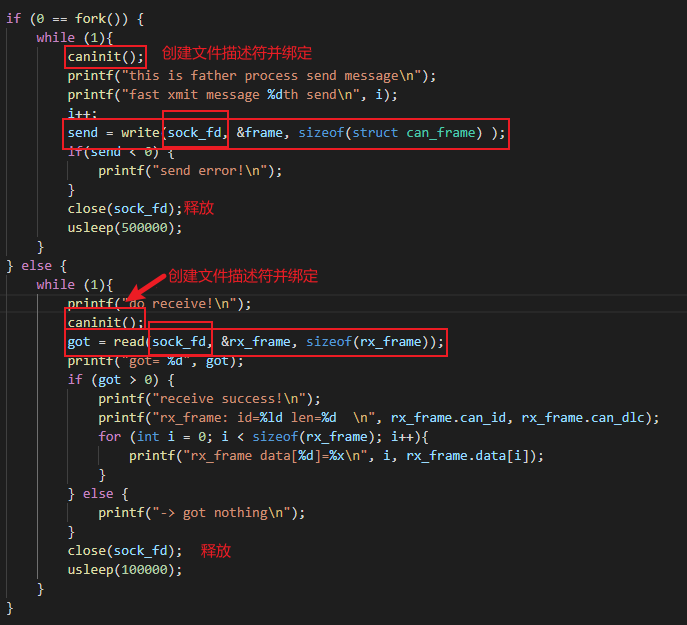 if (0 == fork()) {
while (1){
caninit(); 创建文件描述符并绑定
printf("this is father process send message\n");
printf("fast xmit message %dth send\n", i);
i++;
send = write(sock_fd, &frame, sizeof(struct can_frame) );
if(send < 0) {
printf("send error!\n");
}
close(sock_fd);释放
usleep(500000);
}
} else {
while (1){ 创建文件描述符并绑定
printf("do receive!\n");
caninit();
got = read(sock_fd, &rx_frame, sizeof(rx_frame));
printf("got= %d", got);
if (got > 0) {
printf("receive success!\n");
printf("rx_frame: id=%ld len=%d  \n", rx_frame.can_id, rx_frame.can_dlc);
for (int i = 0; i < sizeof(rx_frame); i++){
printf("rx_frame data[%d]=%x\n", i, rx_frame.data[i]);
}
} else {
printf("-> got nothing\n");
}
close(sock_fd); 释放
usleep(100000);
}
}